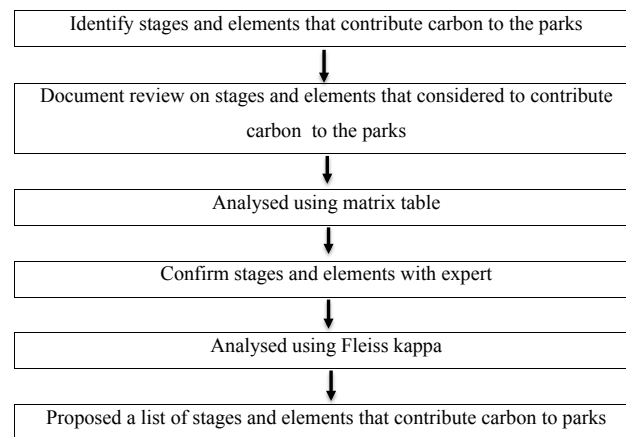 Identify stages and elements that contribute carbon to the parks
Document review on stages and elements that considered to contribute
carbon to the parks
Analysed using matrix table
Confirm stages and elements with expert
Analysed using Fleiss kappa
Proposed a list of stages and elements that contribute carbon to parks